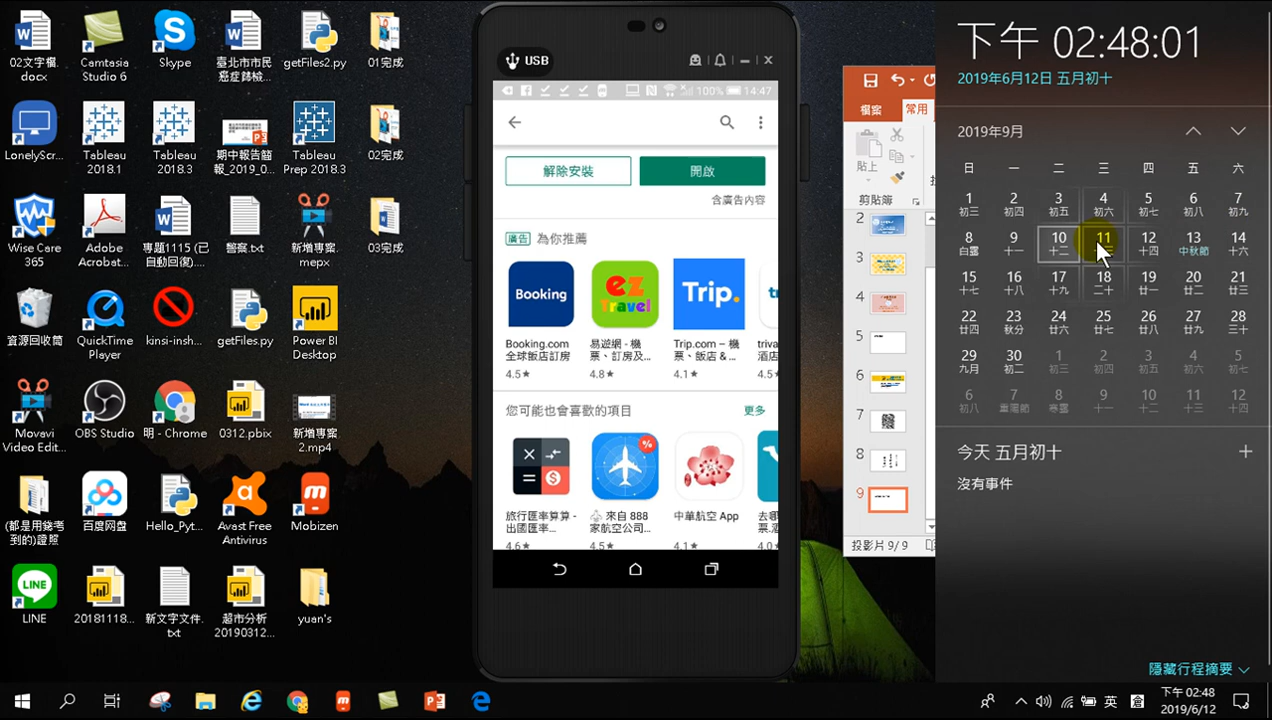 02文字檔.docx
Camtasia Studio 6
Skype
臺北市市民癌症篩檢...
getFiles2.py
01完成
LonelyScr...
Tableau 2018.1
Tableau 2018.3
期中報告簡報_2019_0...
Tableau Prep 2018.3
02完成
Wise Care 365
Adobe Acrobat...
專題1115 (已自動回復)...
警察.txt
新增專案.mepx
03完成
資源回收筒
QuickTime Player
kinsi-insh...
getFiles.py
Power BI Desktop
Movavi Video Edit...
OBS Studio
明 - Chrome
0312.pbix
新增專案 2.mp4
(都是用錢考到的)證照
百度网盘
Hello_Pyt...
Avast Free Antivirus
Mobizen
LINE
20181118...
新文字文件.txt
超市分析 20190312...
yuan's
USB
100% 14:47
解除安裝
開啟
含廣告內容
廣告 為你推薦
Booking
ez Travel
Trip.
Booking.com 全球飯店訂房
4.5★
易遊網 - 機票、訂房及...
4.8★
Trip.com – 機票、飯店 & ...
4.1★
4.5★
您可能也會喜歡的項目
更多
旅行匯率算算 - 出國匯率...
4.6★
來自 888 家航空公司...
4.5★
中華航空 App
4.1★
4.0★
檔案
常用
貼上
剪貼簿
2
3
4
5
6
7
8
9
投影片 9/9
下午 02:48:01
2019年6月12日 五月初十
2019年9月
日 一 二 三 四 五 六
1 2 3 4 5 6 7
初三 初四 初五 初六 初七 初八 初九
8 9 10 11 12 13 14
白露 十一 十二 十四 中秋節 十六
15 16 17 18 19 20 21
十七 十八 十九 二十 廿一 廿二 廿三
22 23 24 25 26 27 28
廿四 秋分 廿六 廿七 廿八 廿九 三十
29 30 1 2 3 4 5
九月 初二 初三 初四 初五 初六 初七
6 7 8 9 10 11 12
初八 重陽節 寒露 十一 十二 十三 十四
今天 五月初十
沒有事件
隱藏行程摘要
英
下午 02:48
2019/6/12